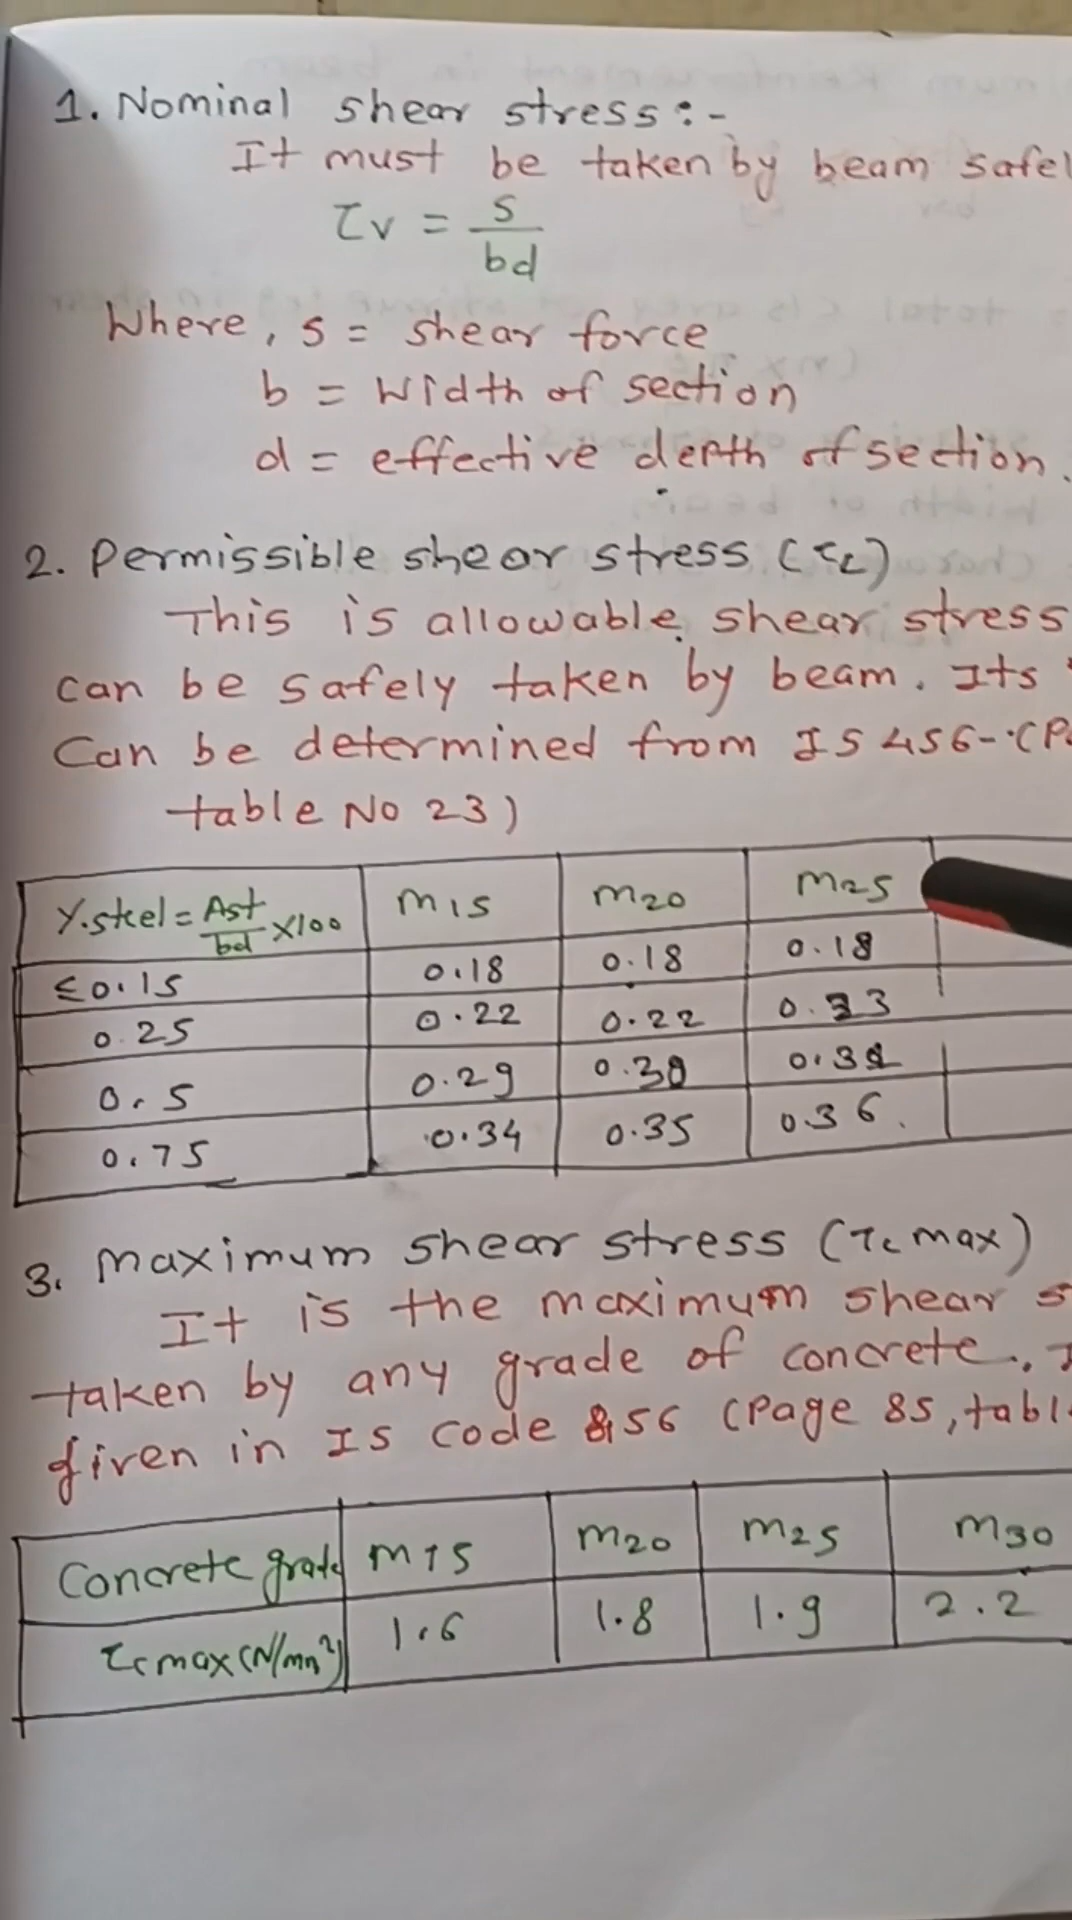 1. Nominal shear stress:-
It must be taken by beam safel
τv = s
bd
Where, s = shear force
b = Width of section
d = effective depth of section.
2. Permissible shear stress (τc)
This is allowable shear stress
can be safely taken by beam. Its
Can be determined from IS 456-(Pa
table No 23)
Y.steel = Ast/bd x100 M15 M20 M25
≤0.15 0.18 0.18 0.18
0.25 0.22 0.22 0.23
0.5 0.29 0.30
0.75 0.34 0.35 0.36.
3. Maximum shear stress (τc max)
It is the maximum shear s
taken by any grade of concrete. I
given in IS code 456 (Page 85, tabl
Concrete grade M15 M20 M25 M30
τc max (N/mm²) 1.6 1.8 1.9 2.2